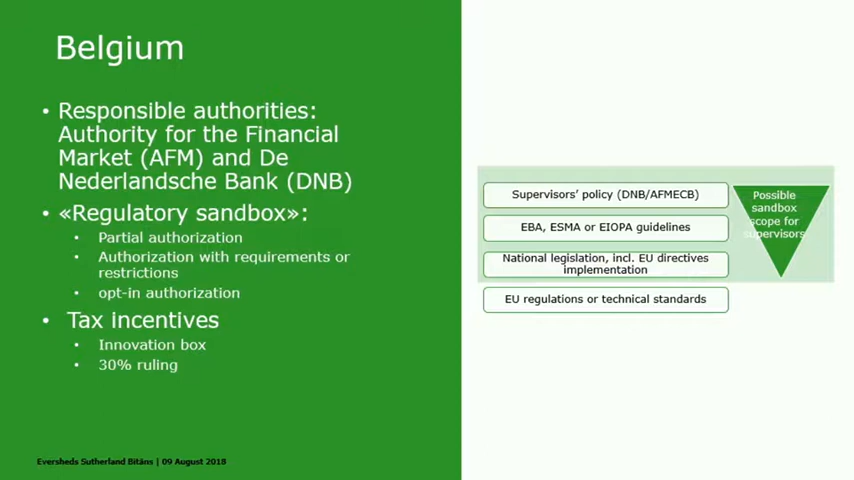 Belgium
• Responsible authorities:
Authority for the Financial
Market (AFM) and De
Nederlandsche Bank (DNB)
• «Regulatory sandbox»:
• Partial authorization
• Authorization with requirements or
restrictions
• opt-in authorization
• Tax incentives
• Innovation box
• 30% ruling
Eversheds Sutherland Bitāns | 09 August 2018
Supervisors’ policy (DNB/AFMECB)
EBA, ESMA or EIOPA guidelines
National legislation, incl. EU directives
implementation
EU regulations or technical standards
Possible
sandbox
scope for
supervisors